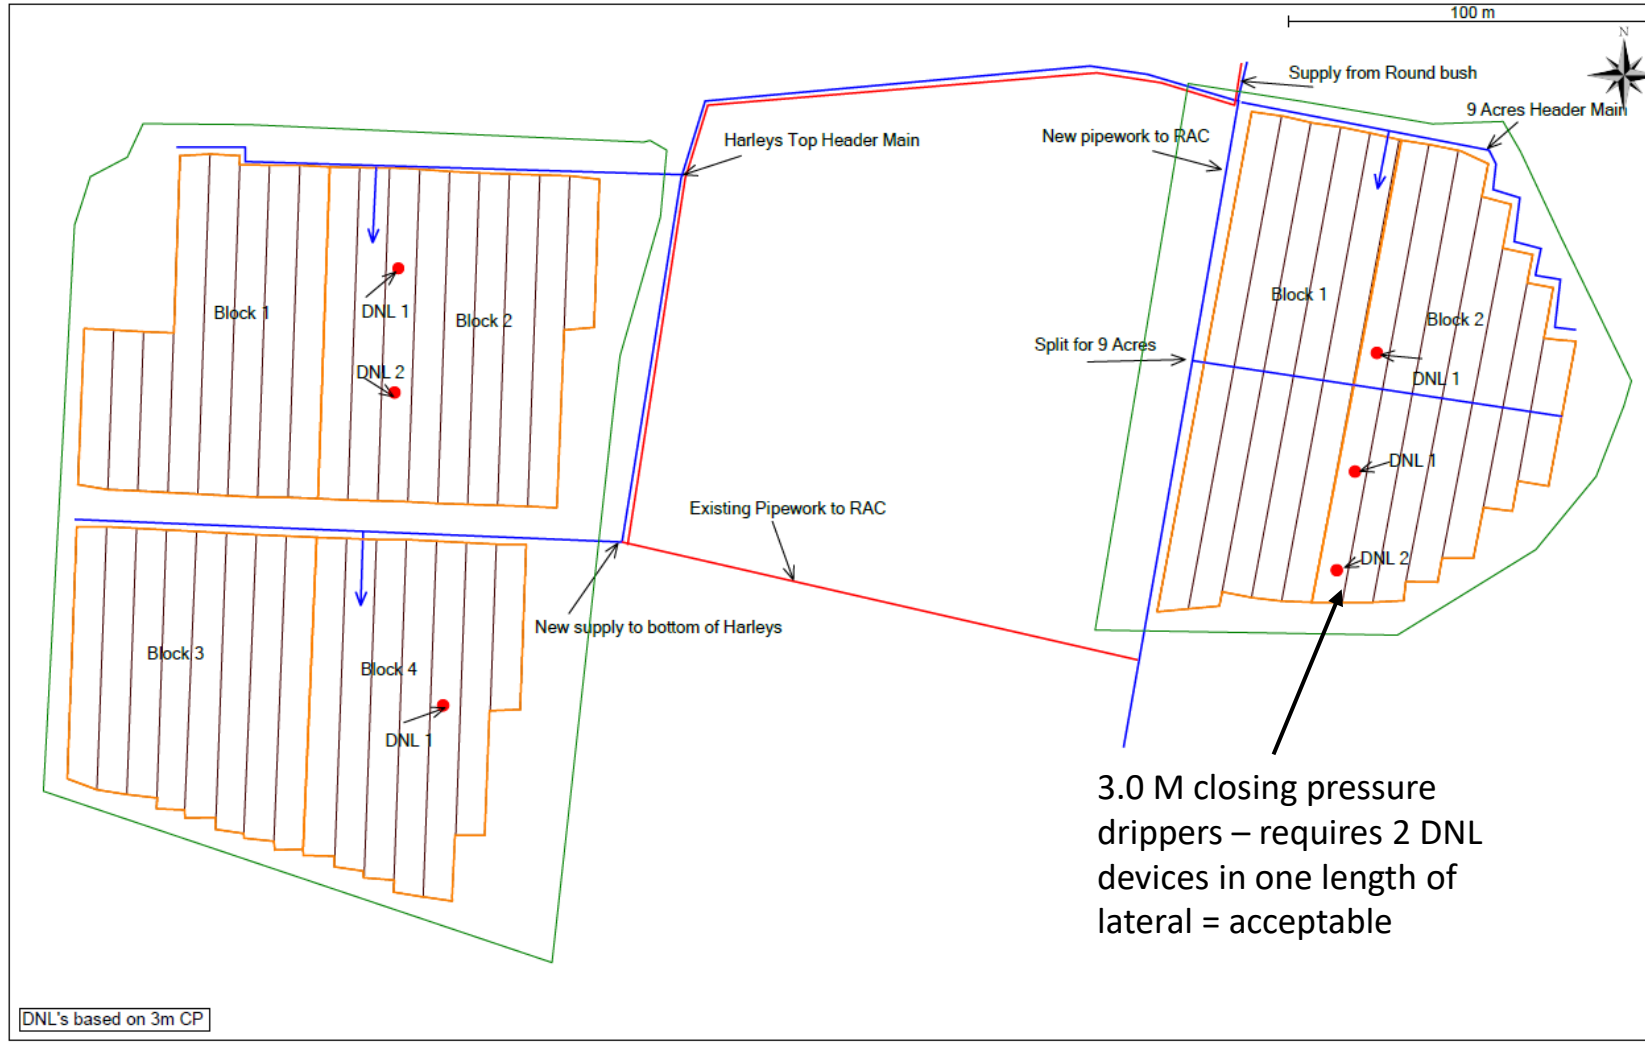 100 m
N
Supply from Round bush
9 Acres Header Main
New pipework to RAC
Harleys Top Header Main
Block 1
DNL 1
Block 2
DNL 2
Block 1
Block 2
Split for 9 Acres
DNL 1
DNL 1
DNL 2
Existing Pipework to RAC
New supply to bottom of Harleys
Block 3
Block 4
DNL 1
3.0 M closing pressure
drippers – requires 2 DNL
devices in one length of
lateral = acceptable
DNL's based on 3m CP